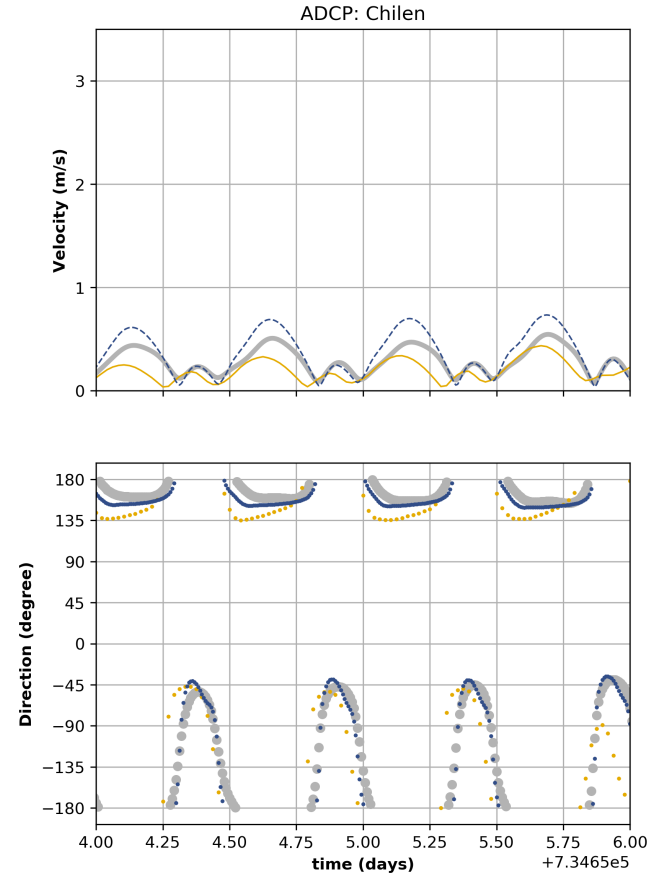 ADCP: Chilen
3
2
1
0
Velocity (m/s)
180
135
90
45
0
−45
−90
−135
−180
Direction (degree)
4.00 4.25 4.50 4.75 5.00 5.25 5.50 5.75 6.00
time (days)
+7.3465e5